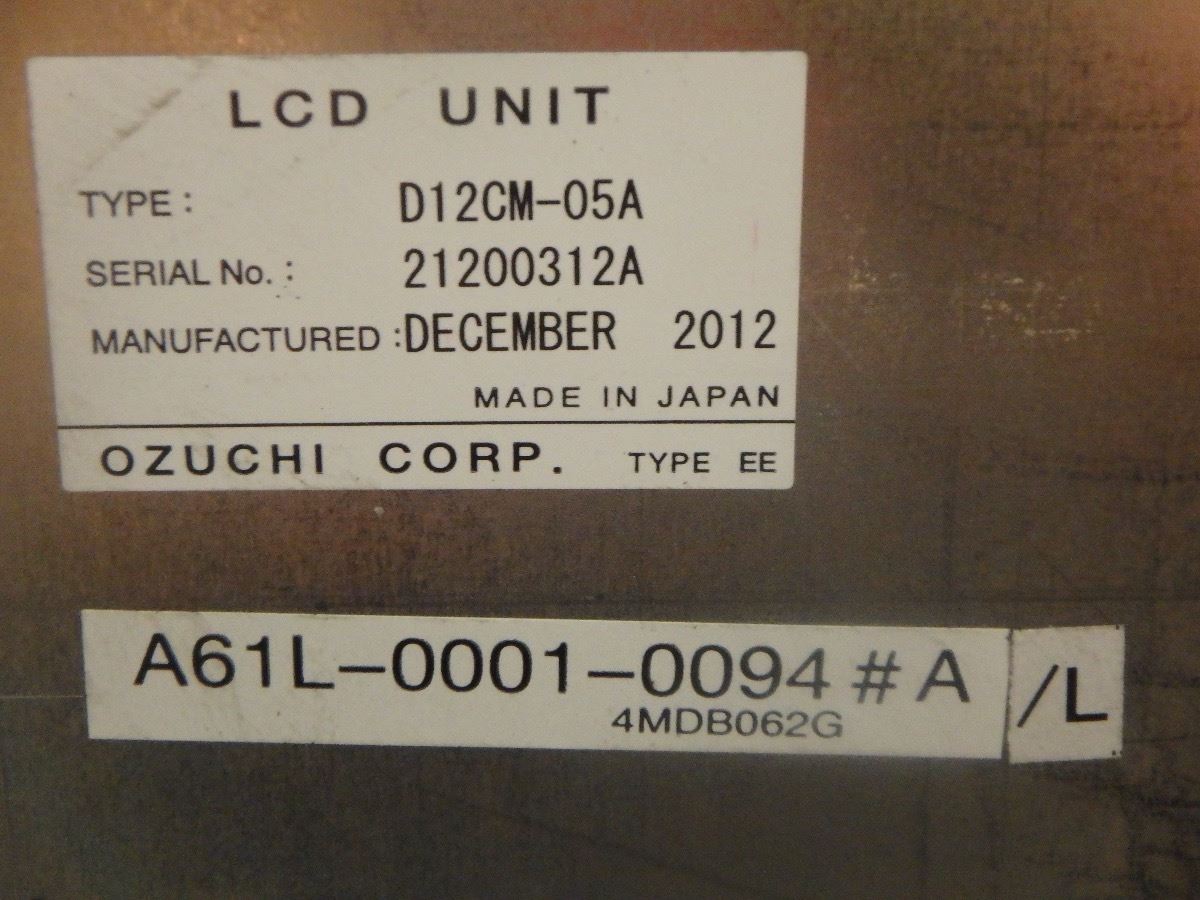 LCD UNIT
TYPE: D12CM-05A
SERIAL No.: 21200312A
MANUFACTURED: DECEMBER 2012
MADE IN JAPAN
OZUCHI CORP. TYPE EE
A61L-0001-0094#A/L
4MDB062G